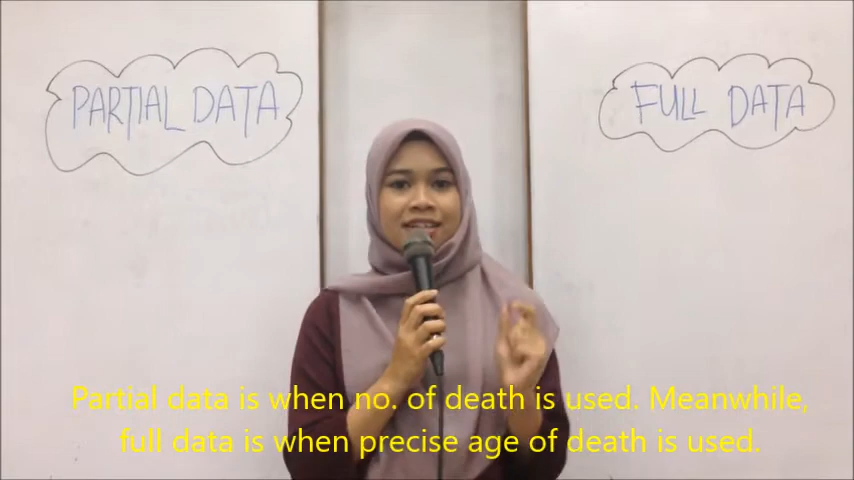 PARTIAL DATA
FULL DATA
Partial data is when no. of death is used. Meanwhile,
full data is when precise age of death is used.